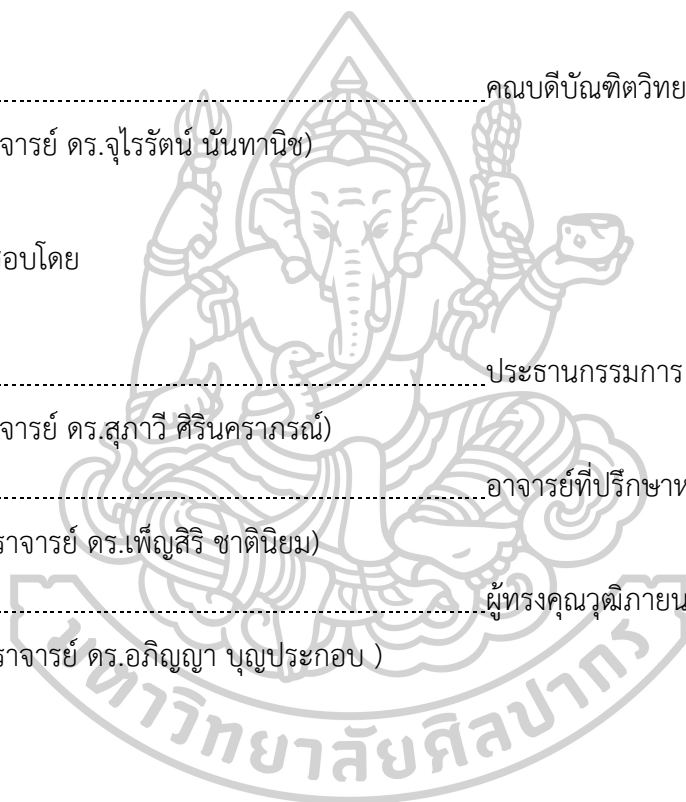 คณบดีบัณฑิตวิทย
จารย์ ดร.จุไรรัตน์ นันทานิช)
สอบโดย
ประธานกรรมการ
จารย์ ดร.สุภาวี ศิรินคราภรณ์)
อาจารย์ที่ปรึกษาห
ราจารย์ ดร.เพ็ญสิริ ชาตินิยม)
ผู้ทรงคุณวุฒิภายน
ราจารย์ ดร.อภิญญา บุญประกอบ )
มหาวิทยาลัยศิลปากร